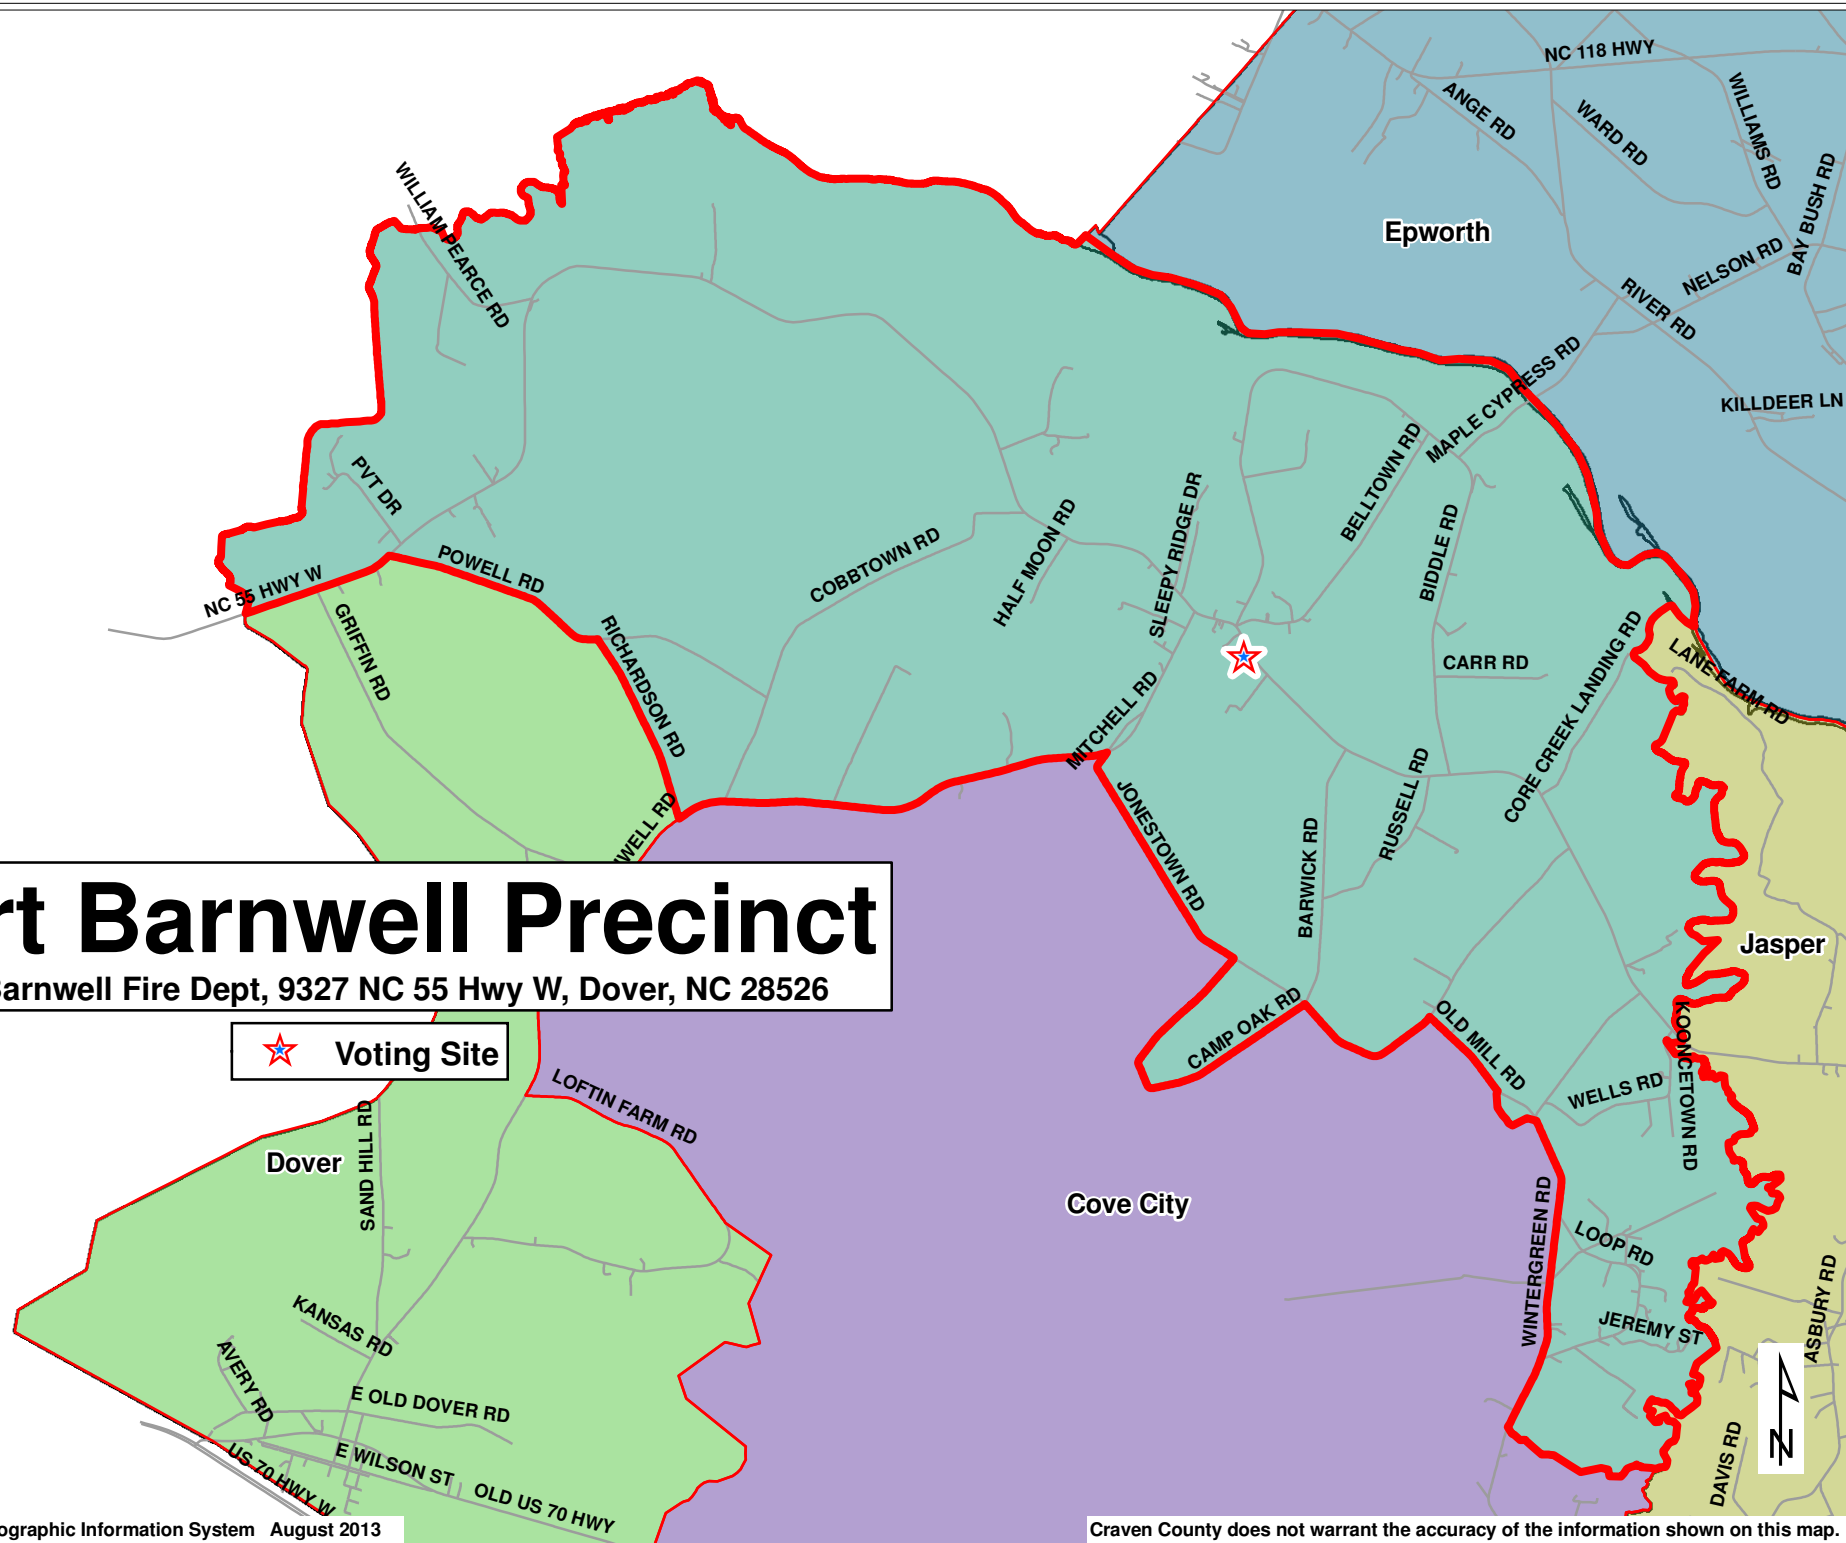 NC 118 HWY
ANGE RD
WARD RD
WILLIAMS RD
BAY BUSH RD
WILLIAM PEARCE RD
Epworth
NELSON RD
RIVER RD
MAPLE CYPRESS RD
KILLDEER LN
PVT DR
BELLTOWN RD
SLEEPY RIDGE DR
HALF MOON RD
BIDDLE RD
COBBTOWN RD
POWELL RD
NC 55 HWY W
GRIFFIN RD
RICHARDSON RD
CARR RD
CORE CREEK LANDING RD
LANE FARM RD
MITCHELL RD
JONESTOWN RD
RUSSELL RD
BARWICK RD
WELL RD
rt Barnwell Precinct
Barnwell Fire Dept, 9327 NC 55 Hwy W, Dover, NC 28526
Jasper
Voting Site
CAMP OAK RD
OLD MILL RD
KOONCETOWN RD
WELLS RD
LOFTIN FARM RD
SAND HILL RD
Dover
Cove City
WINTERGREEN RD
LOOP RD
JEREMY ST
ASBURY RD
KANSAS RD
AVERY RD
E OLD DOVER RD
E WILSON ST
US 70 HWY W
OLD US 70 HWY
DAVIS RD
N
ographic Information System August 2013
Craven County does not warrant the accuracy of the information shown on this map.